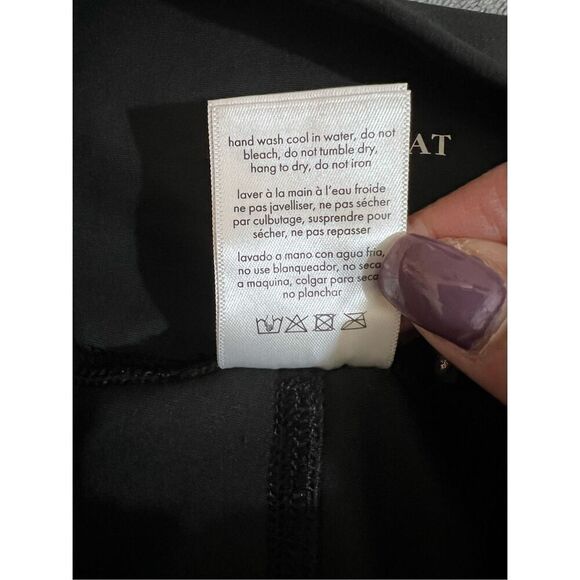 hand wash cool in water, do not
bleach, do not tumble dry,
hang to dry, do not iron
laver à la main à l'eau froide
ne pas javelliser, ne pas sécher
par culbutage, suspendre pour
sécher, ne pas repasser
lavado a mano con agua fria,
no use blanqueador, no seca
a maquina, colgar para seca
no planchar
AT